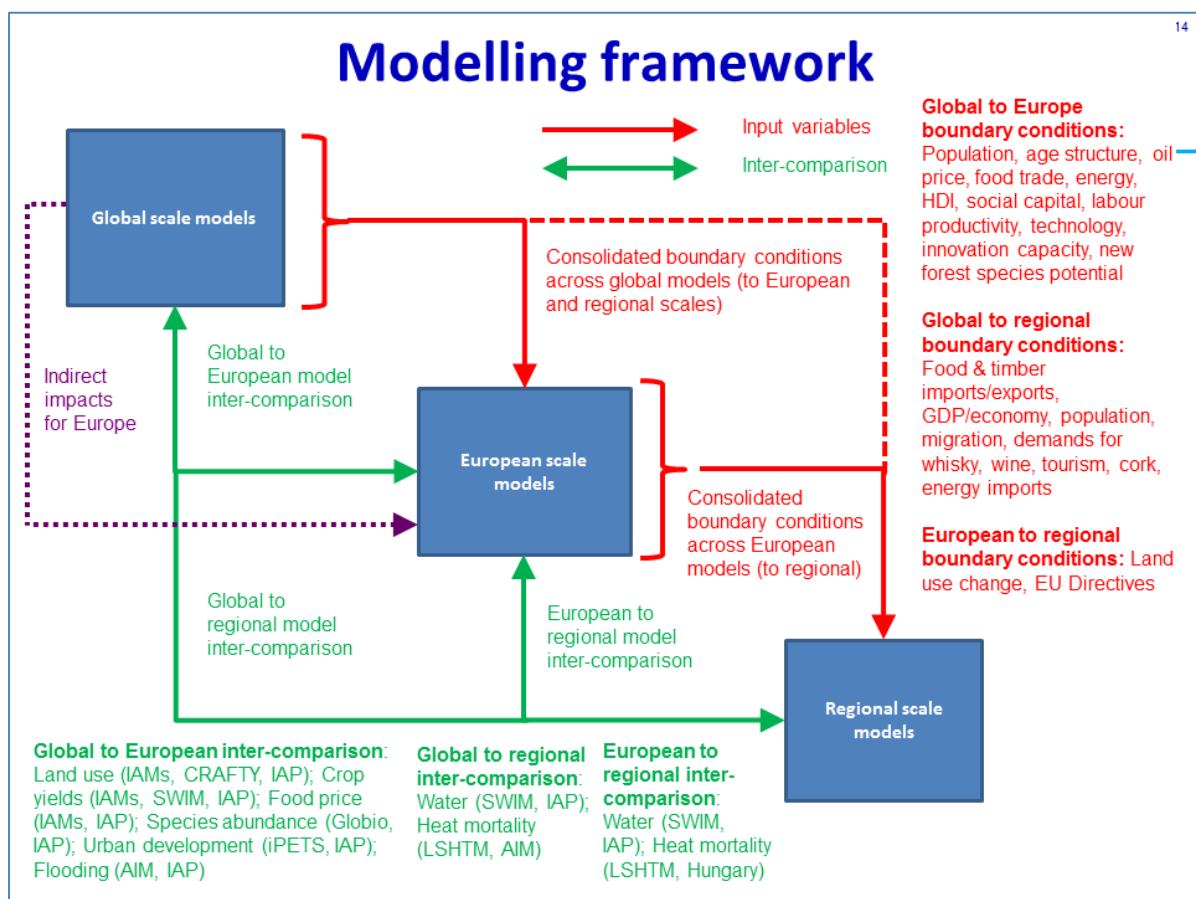 14
Modelling framework
Input variables
Inter-comparison
Global scale models
Consolidated boundary conditions
across global models (to European
and regional scales)
Global to
European model
inter-comparison
Indirect
impacts
for Europe
European scale
models
Consolidated
boundary conditions
across European
models (to regional)
Global to
regional model
inter-comparison
European to
regional model
inter-comparison
Regional scale
models
Global to Europe
boundary conditions:
Population, age structure, oil
price, food trade, energy,
HDI, social capital, labour
productivity, technology,
innovation capacity, new
forest species potential
Global to regional
boundary conditions:
Food & timber
imports/exports,
GDP/economy, population,
migration, demands for
whisky, wine, tourism, cork,
energy imports
European to regional
boundary conditions: Land
use change, EU Directives
Global to European inter-comparison:
Land use (IAMs, CRAFTY, IAP); Crop
yields (IAMs, SWIM, IAP); Food price
(IAMs, IAP); Species abundance (Globio,
IAP); Urban development (iPETS, IAP);
Flooding (AIM, IAP)
Global to regional
inter-comparison:
Water (SWIM, IAP);
Heat mortality
(LSHTM, AIM)
European to
regional inter-
comparison:
Water (SWIM,
IAP); Heat mortality
(LSHTM, Hungary)